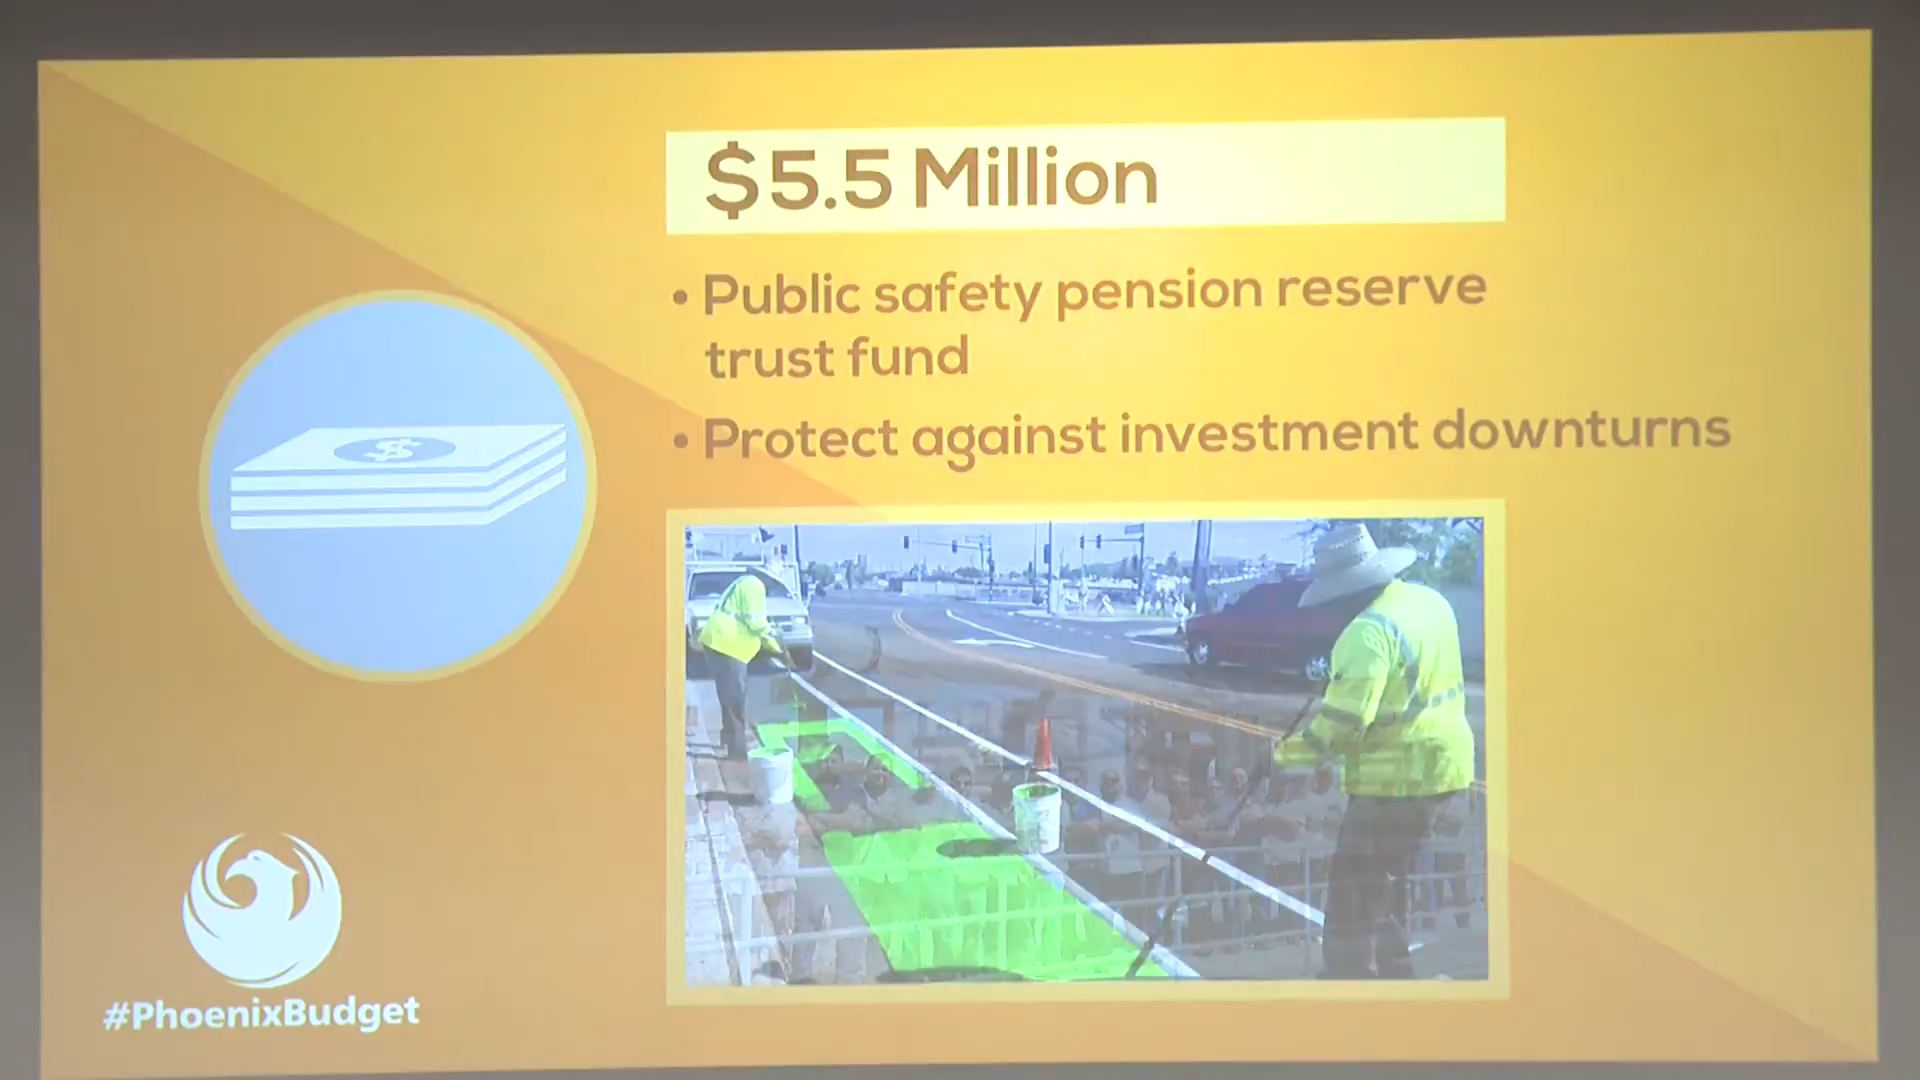 $5.5 Million
• Public safety pension reserve
trust fund
• Protect against investment downturns
$
#PhoenixBudget